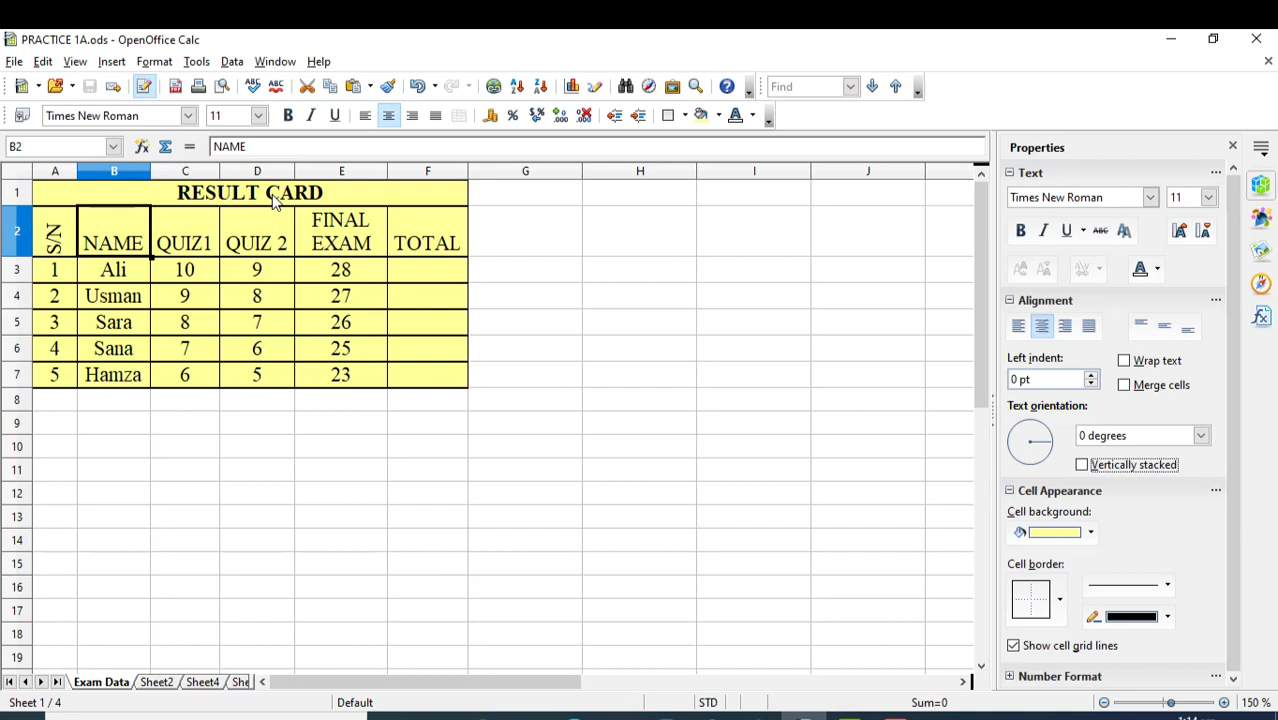 PRACTICE 1A.ods - OpenOffice Calc
File Edit View Insert Format Tools Data Window Help
Find
Times New Roman 11
B2 NAME
A B C D E F G H I J
1 RESULT CARD
2 S/N NAME QUIZ1 QUIZ 2 FINAL EXAM TOTAL
3 1 Ali 10 9 28
4 2 Usman 9 8 27
5 3 Sara 8 7 26
6 4 Sana 7 6 25
7 5 Hamza 6 5 23
8
9
10
11
12
13
14
15
16
17
18
19
Exam Data Sheet2 Sheet4 She
Sheet 1 / 4 Default STD Sum=0 150 %
Properties
Text
Times New Roman 11
Alignment
Left indent:
0 pt
Wrap text
Merge cells
Text orientation:
0 degrees
Vertically stacked
Cell Appearance
Cell background:
Cell border:
Show cell grid lines
Number Format